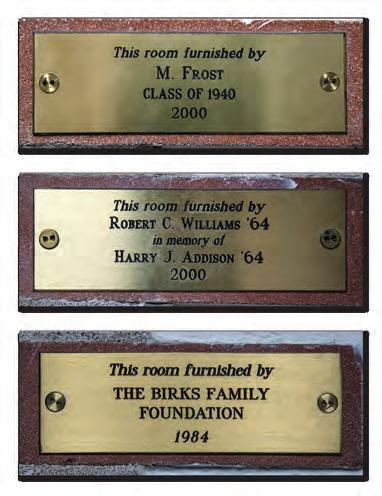 This room furnished by
M. FROST
CLASS OF 1940
2000
This room furnished by
ROBERT C. WILLIAMS '64
in memory of
HARRY J. ADDISON '64
2000
This room furnished by
THE BIRKS FAMILY
FOUNDATION
1984